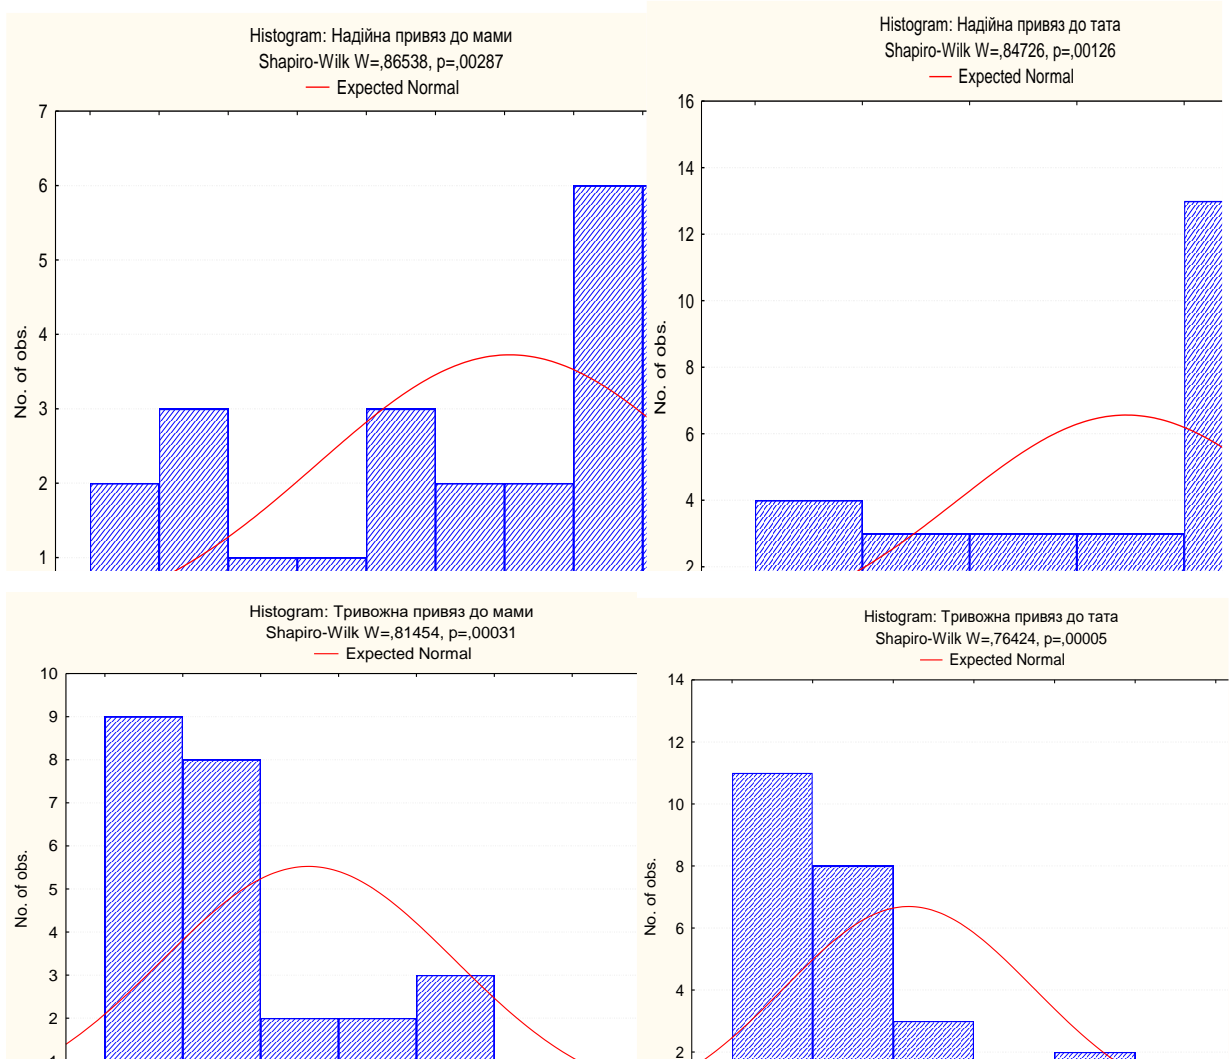 Histogram: Надійна привяз до мами
Shapiro-Wilk W=,86538, p=,00287
Expected Normal
7
6
5
4
3
2
1
No. of obs.
Histogram: Надійна привяз до тата
Shapiro-Wilk W=,84726, p=,00126
Expected Normal
16
14
12
10
8
6
4
2
No. of obs.
Histogram: Тривожна привяз до мами
Shapiro-Wilk W=,81454, p=,00031
Expected Normal
10
9
8
7
6
5
4
3
2
1
No. of obs.
Histogram: Тривожна привяз до тата
Shapiro-Wilk W=,76424, p=,00005
Expected Normal
14
12
10
8
6
4
2
No. of obs.